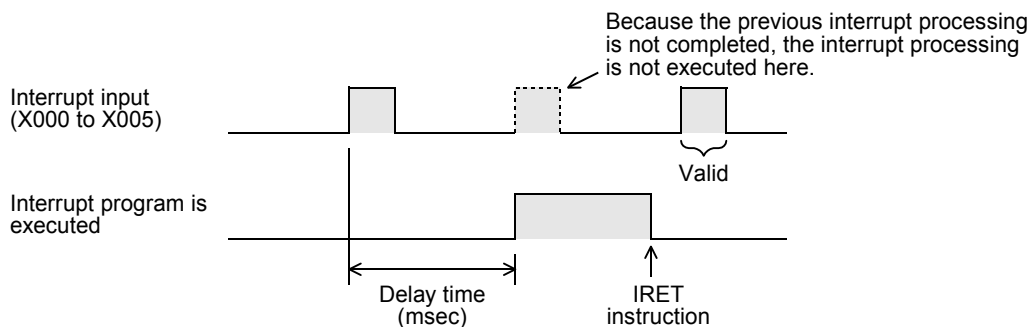 Because the previous interrupt processing
is not completed, the interrupt processing
is not executed here.
Interrupt input
(X000 to X005)
Valid
Interrupt program is
executed
Delay time
(msec)
IRET
instruction